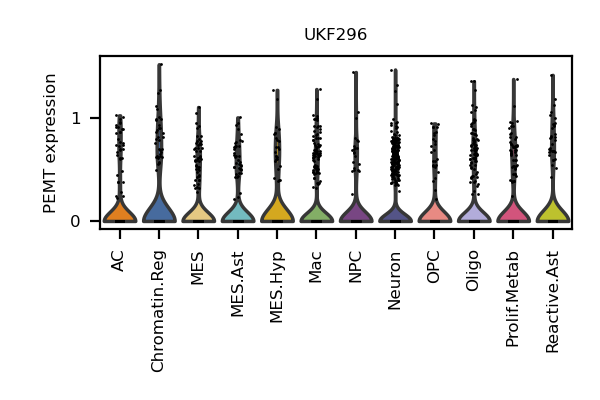 UKF296
PEMT expression
1
0
AC
Chromatin.Reg
MES
MES.Ast
MES.Hyp
Mac
NPC
Neuron
OPC
Oligo
Prolif.Metab
Reactive.Ast